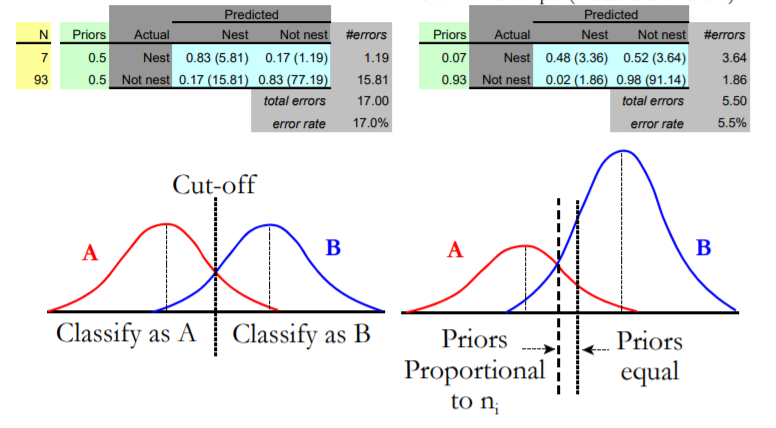 Predicted
N Priors Actual Nest Not nest #errors
7 0.5 Nest 0.83 (5.81) 0.17 (1.19) 1.19
93 0.5 Not nest 0.17 (15.81) 0.83 (77.19) 15.81
total errors 17.00
error rate 17.0%
Predicted
Priors Actual Nest Not nest #errors
0.07 Nest 0.48 (3.36) 0.52 (3.64) 3.64
0.93 Not nest 0.02 (1.86) 0.98 (91.14) 1.86
total errors 5.50
error rate 5.5%
Cut-off
A
B
Classify as A
Classify as B
A
B
Priors
Proportional
to nᵢ
Priors
equal